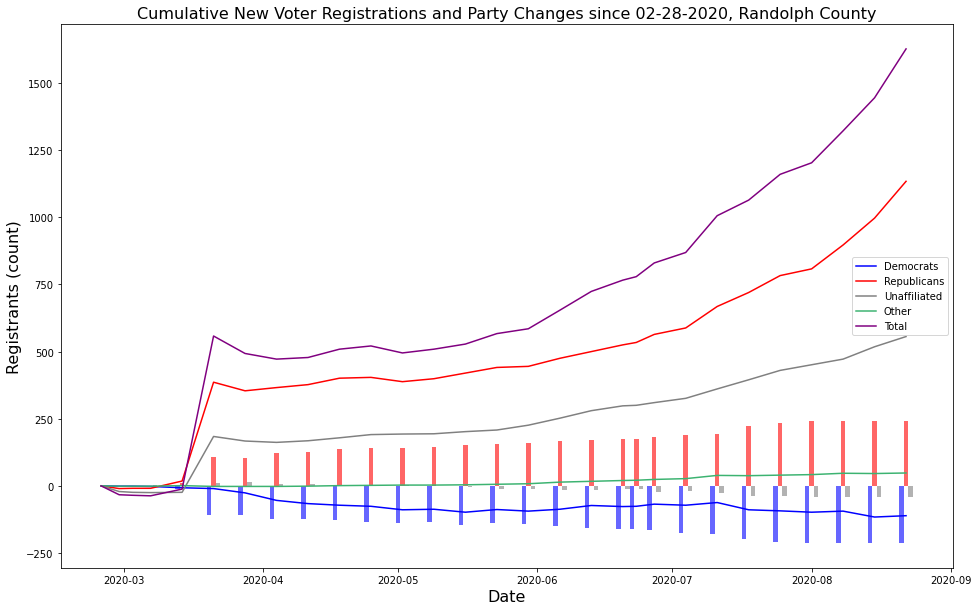 Cumulative New Voter Registrations and Party Changes since 02-28-2020, Randolph County
Registrants (count)
1500
1250
1000
750
500
250
0
−250
Democrats
Republicans
Unaffiliated
Other
Total
2020-03
2020-04
2020-05
2020-06
2020-07
2020-08
2020-09
Date